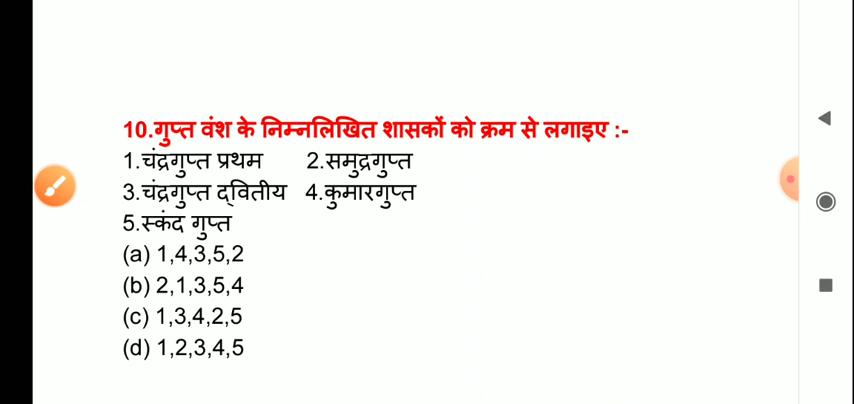 10.गुप्त वंश के निम्नलिखित शासकों को क्रम से लगाइए :-
1.चंद्रगुप्त प्रथम 2.समुद्रगुप्त
3.चंद्रगुप्त द्वितीय 4.कुमारगुप्त
5.स्कंद गुप्त
(a) 1,4,3,5,2
(b) 2,1,3,5,4
(c) 1,3,4,2,5
(d) 1,2,3,4,5